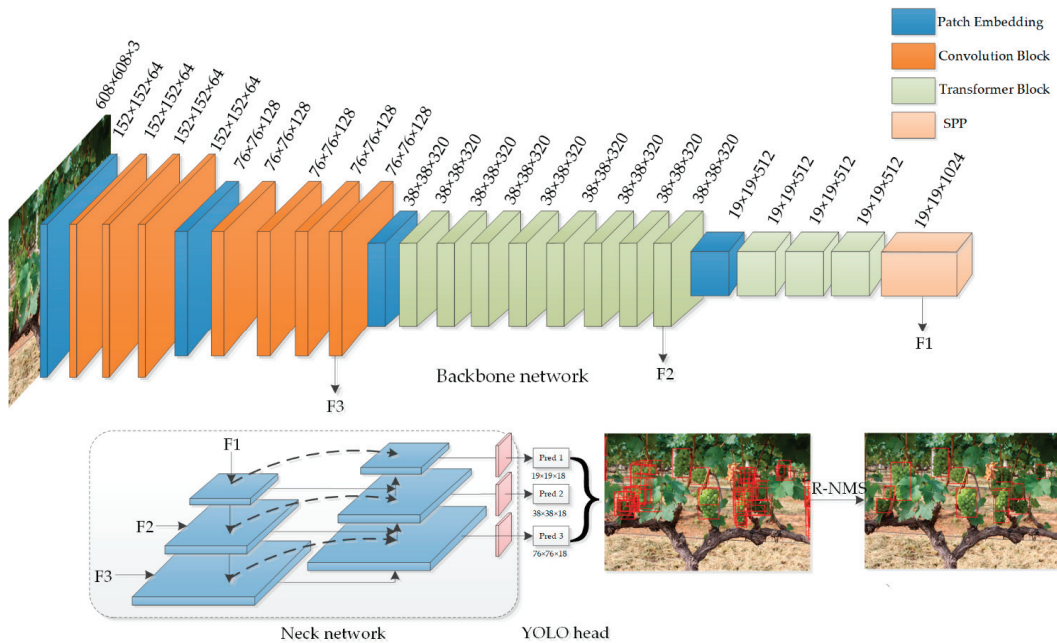 Patch Embedding
Convolution Block
Transformer Block
SPP
608×608×3
152×152×64
152×152×64
152×152×64
152×152×64
76×76×128
76×76×128
76×76×128
76×76×128
76×76×128
38×38×320
38×38×320
38×38×320
38×38×320
38×38×320
38×38×320
38×38×320
38×38×320
38×38×320
19×19×512
19×19×512
19×19×512
19×19×512
19×19×1024
F3
Backbone network
F2
F1
F1
F2
F3
Pred 1
19×19×18
Pred 2
38×38×18
Pred 3
76×76×18
R-NMS
Neck network
YOLO head